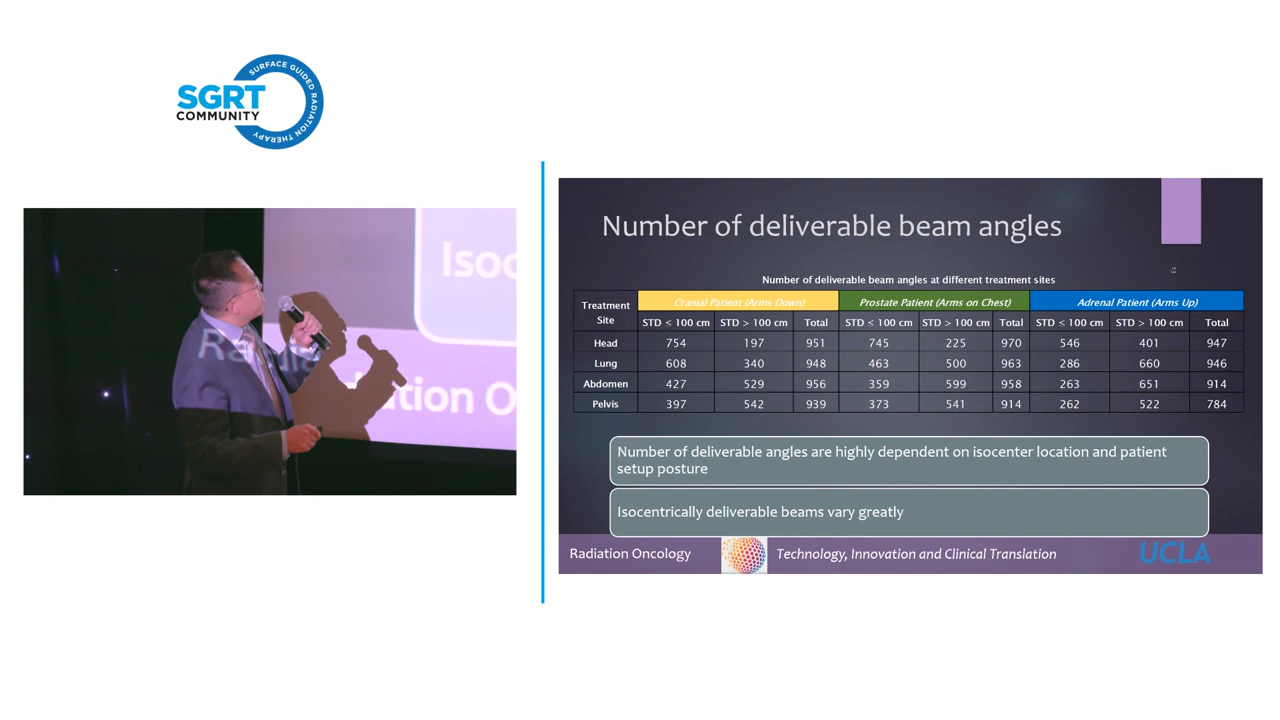 SURFACE GUIDED RADIATION THERAPY
SGRT
COMMUNITY
Isoc
Radia
ation O
Number of deliverable beam angles
Number of deliverable beam angles at different treatment sites
Treatment Site Cranial Patient (Arms Down) Prostate Patient (Arms on Chest) Adrenal Patient (Arms Up)
STD ≤ 100 cm STD > 100 cm Total STD ≤ 100 cm STD > 100 cm Total STD ≤ 100 cm STD > 100 cm Total
Head 754 197 951 745 225 970 546 401 947
Lung 608 340 948 463 500 963 286 660 946
Abdomen 427 529 956 359 599 958 263 651 914
Pelvis 397 542 939 373 541 914 262 522 784
Number of deliverable angles are highly dependent on isocenter location and patient
setup posture
Isocentrically deliverable beams vary greatly
Radiation Oncology Technology, Innovation and Clinical Translation UCLA